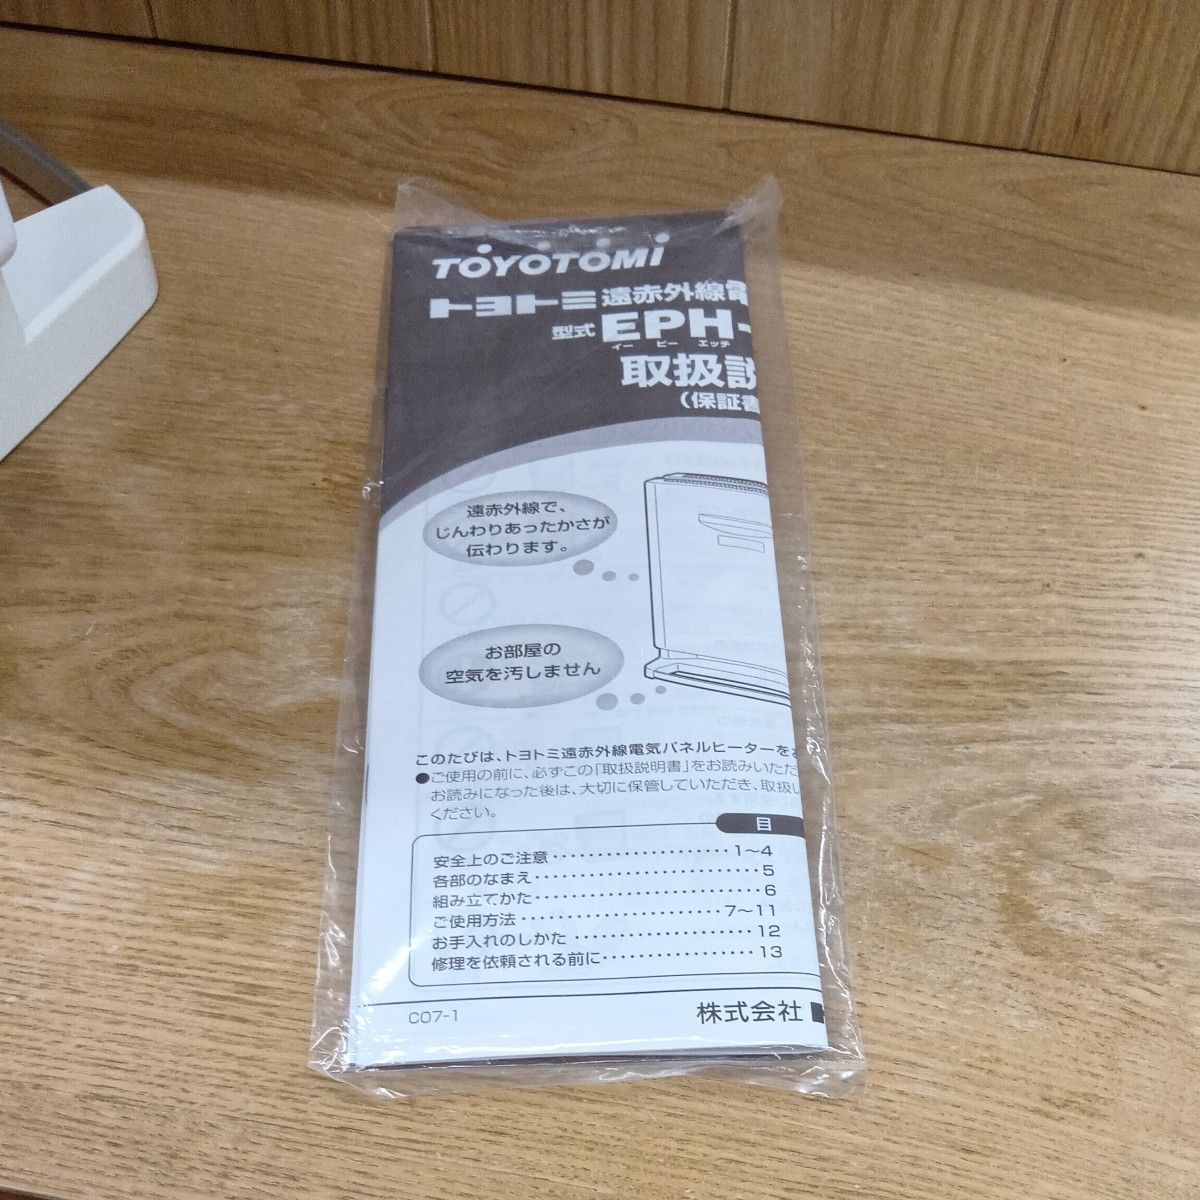 TOYOTOMI
トヨトミ遠赤外線電
型式 EPH-
イー ピー エッチ
取扱説
(保証書
遠赤外線で、
じんわりあったかさが
伝わります。
お部屋の
空気を汚しません
このたびは、トヨトミ遠赤外線電気パネルヒーターをお
●ご使用の前に、必ずこの「取扱説明書」をお読みいただ
お読みになった後は、大切に保管していただき、取扱い
ください。
目
安全上のご注意・・・・・・・・・・・・・・・・・・・・1〜4
各部のなまえ・・・・・・・・・・・・・・・・・・・・・・・・・5
組み立てかた・・・・・・・・・・・・・・・・・・・・・・・・・6
ご使用方法・・・・・・・・・・・・・・・・・・・・・・・7〜11
お手入れのしかた・・・・・・・・・・・・・・・・・・・・12
修理を依頼される前に・・・・・・・・・・・・・・・・・13
C07-1
株式会社